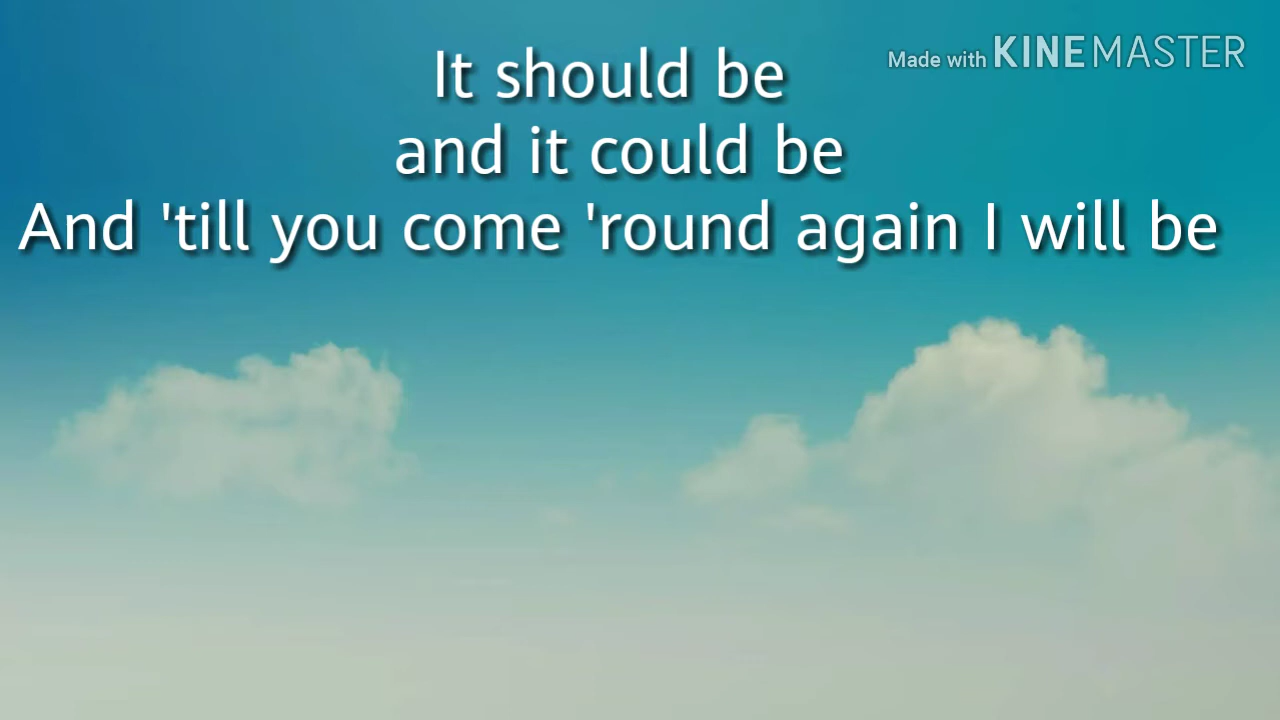 Made with KINEMASTER
It should be
and it could be
And 'till you come 'round again I will be